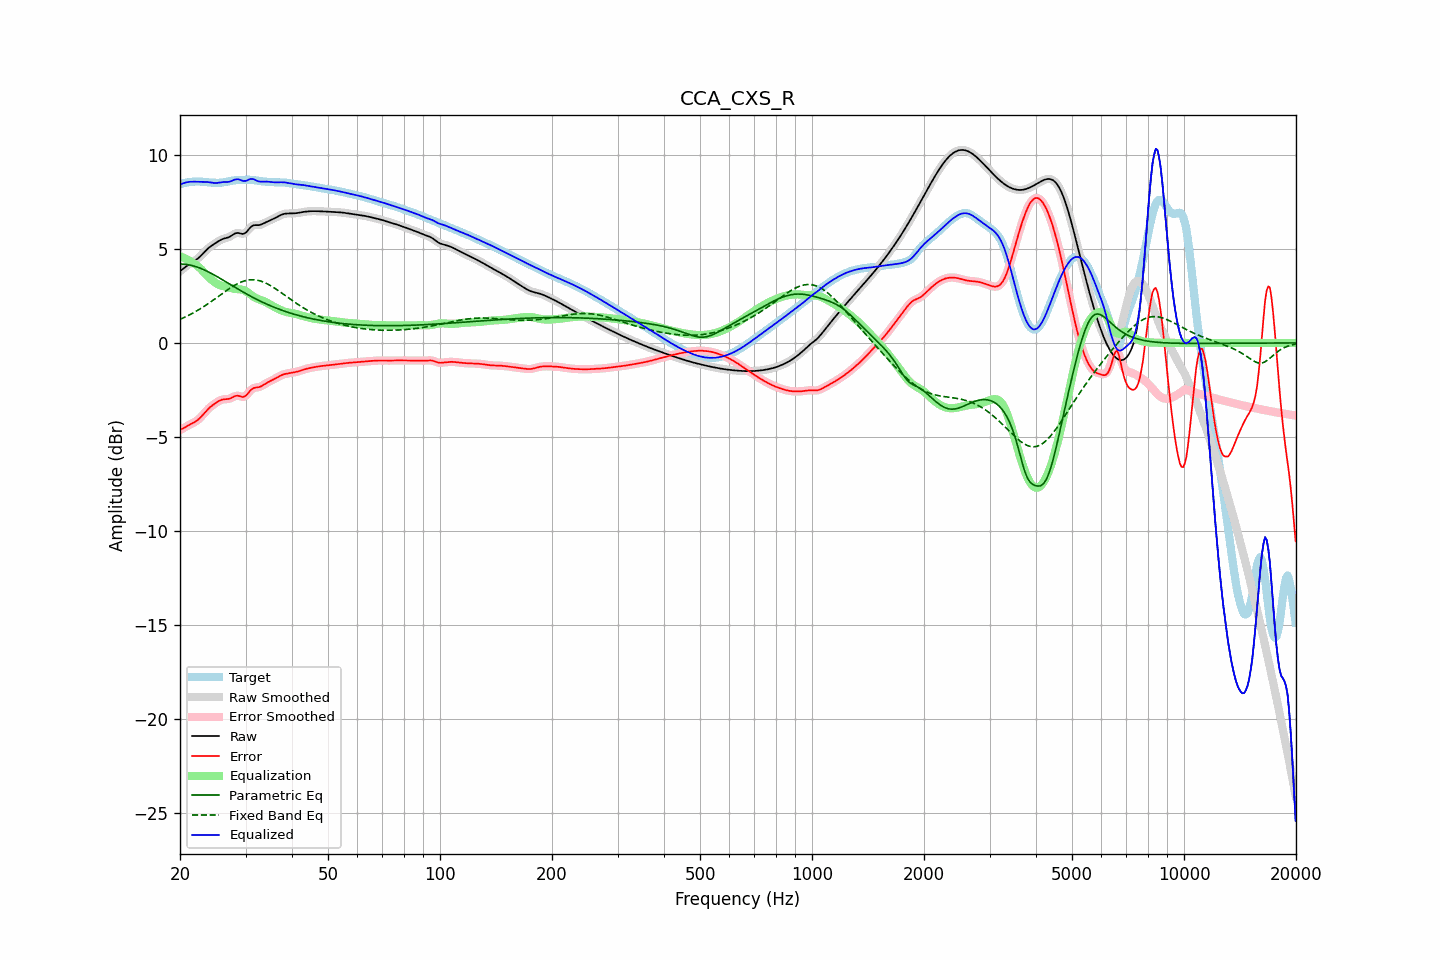 CCA_CXS_R
10
5
0
−5
−10
−15
−20
−25
Amplitude (dBr)
Target
Raw Smoothed
Error Smoothed
Raw
Error
Equalization
Parametric Eq
Fixed Band Eq
Equalized
20 50 100 200 500 1000 2000 5000 10000 20000
Frequency (Hz)